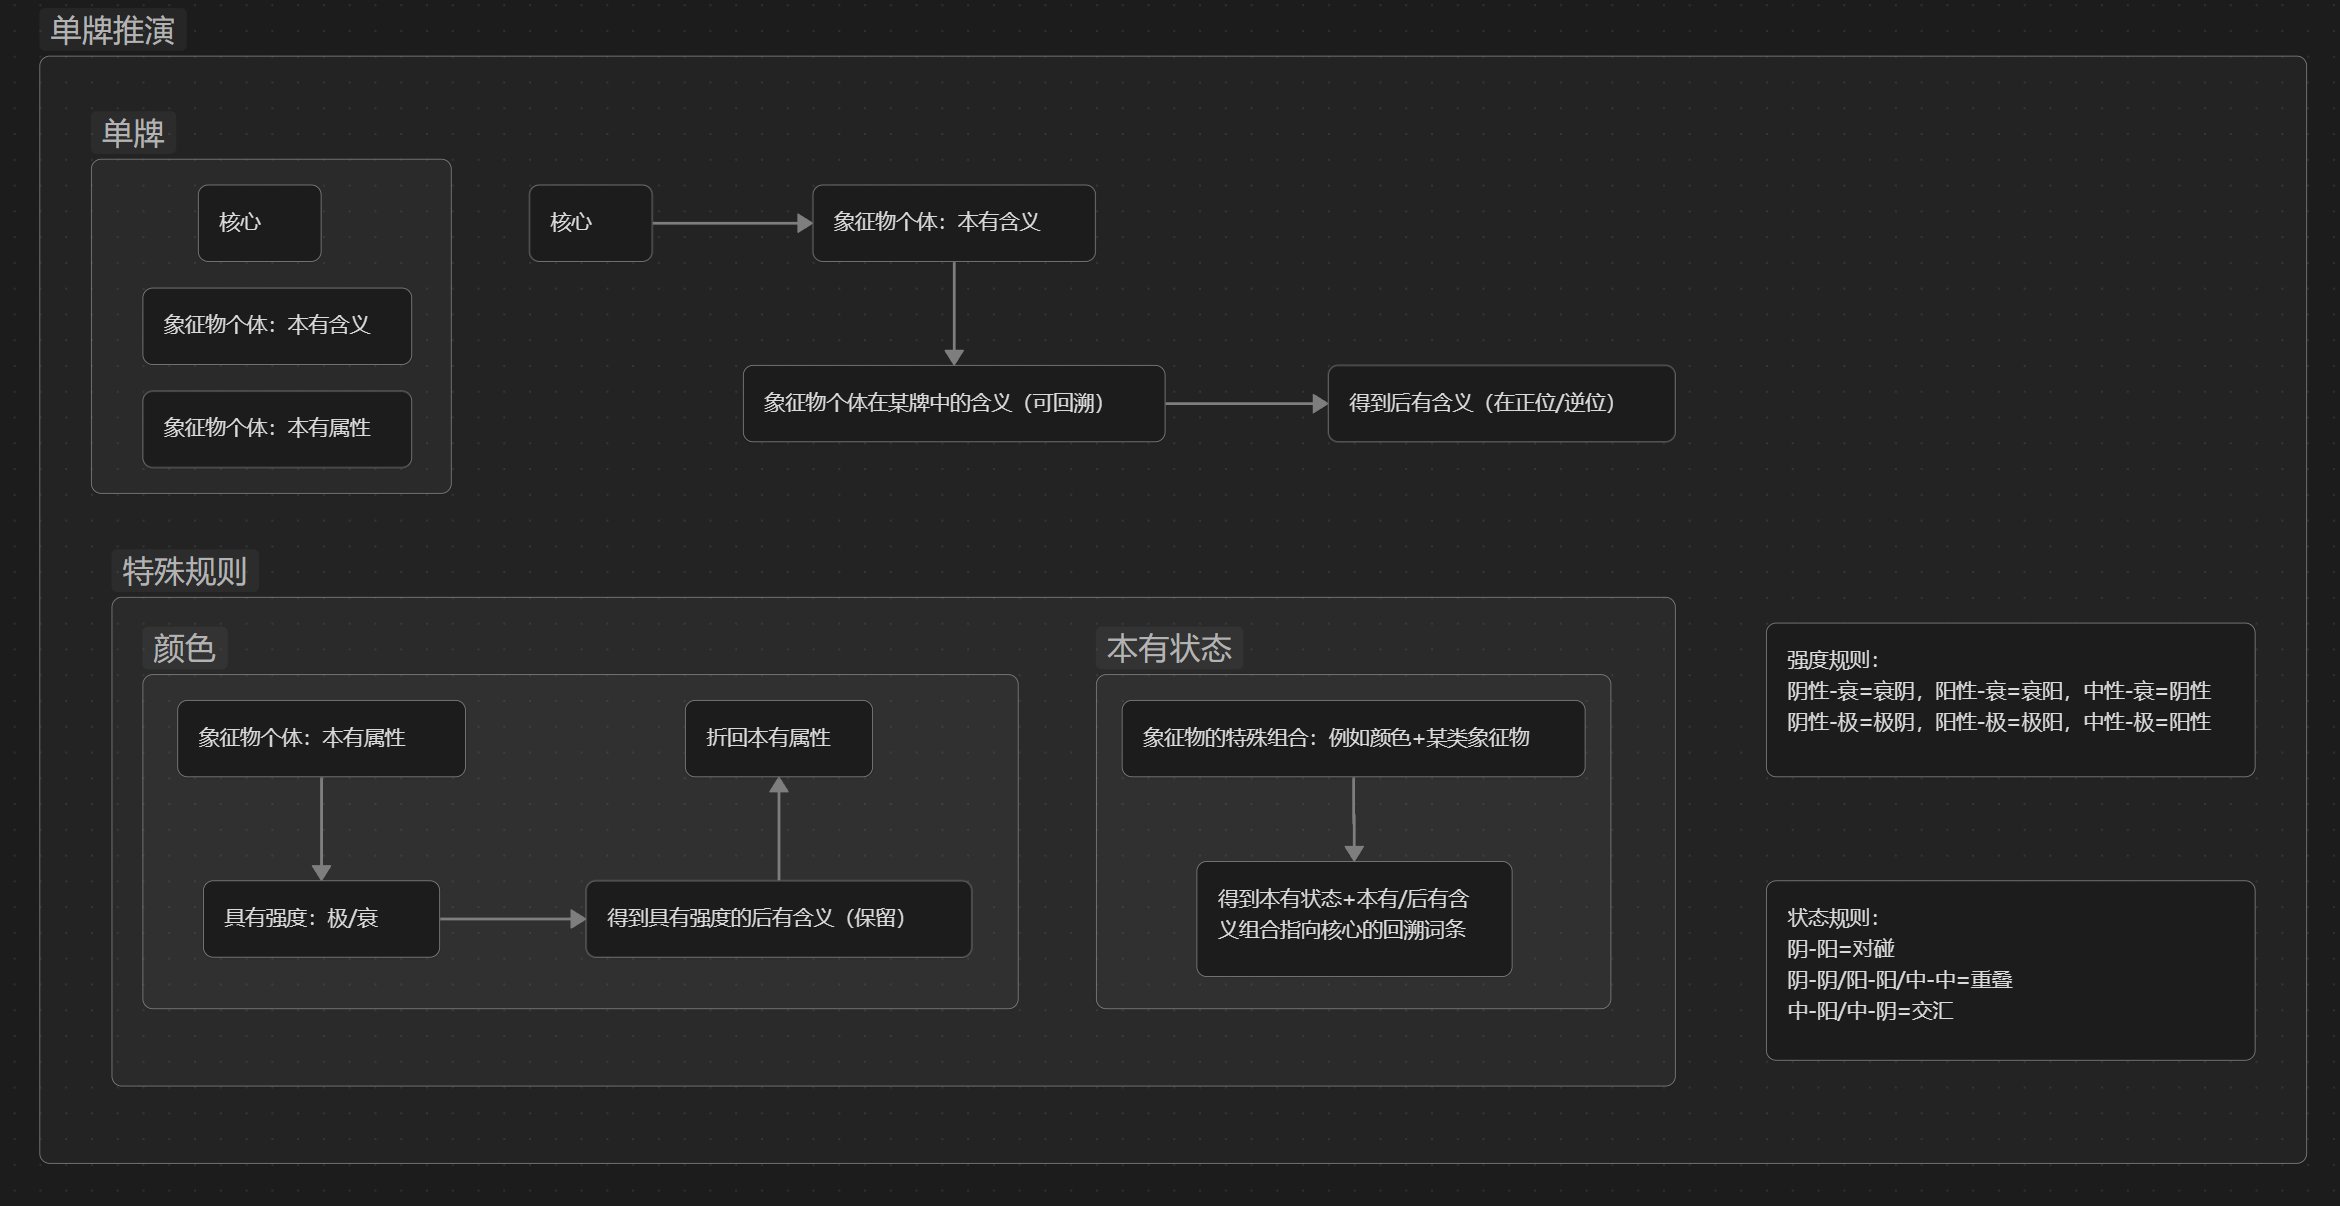 单牌推演
单牌
核心
象征物个体：本有含义
象征物个体：本有属性
核心
象征物个体：本有含义
象征物个体在某牌中的含义（可回溯）
得到后有含义（在正位/逆位）
特殊规则
颜色
象征物个体：本有属性
具有强度：极/衰
得到具有强度的后有含义（保留）
折回本有属性
本有状态
象征物的特殊组合：例如颜色+某类象征物
得到本有状态+本有/后有含
义组合指向核心的回溯词条
强度规则：
阴性-衰=衰阴，阳性-衰=衰阳，中性-衰=阴性
阴性-极=极阴，阳性-极=极阳，中性-极=阳性
状态规则：
阴-阳=对碰
阴-阴/阳-阳/中-中=重叠
中-阳/中-阴=交汇